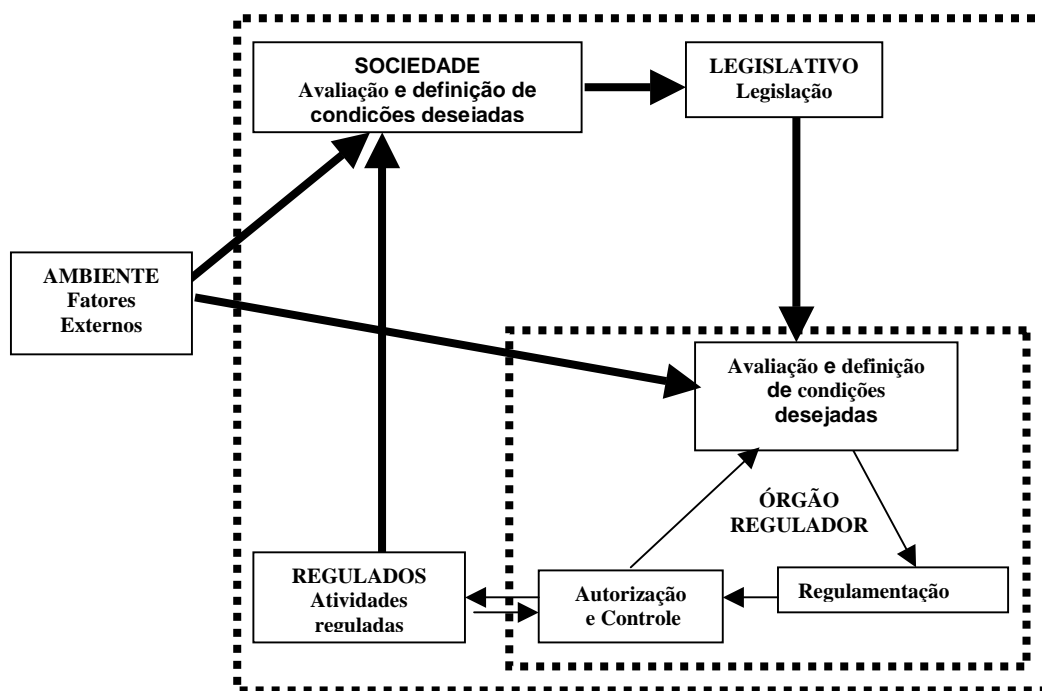 SOCIEDADE
Avaliação e definição de
condições desejadas
LEGISLATIVO
Legislação
AMBIENTE
Fatores
Externos
Avaliação e definição
de condições
desejadas
ÓRGÃO
REGULADOR
REGULADOS
Atividades
reguladas
Autorização
e Controle
Regulamentação